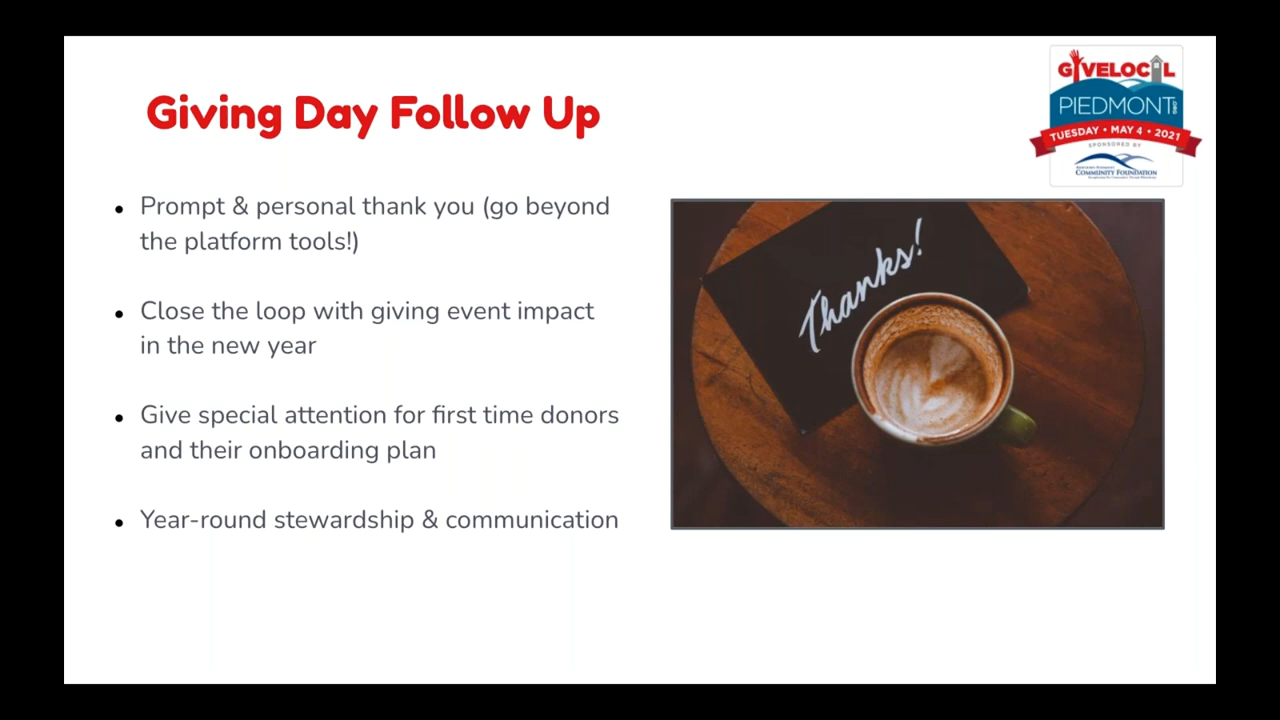 Giving Day Follow Up
GIVELOCAL
PIEDMONT.ORG
TUESDAY • MAY 4 • 2021
SPONSORED BY
COMMUNITY FOUNDATION
• Prompt & personal thank you (go beyond
the platform tools!)
• Close the loop with giving event impact
in the new year
• Give special attention for first time donors
and their onboarding plan
• Year-round stewardship & communication
Thanks!